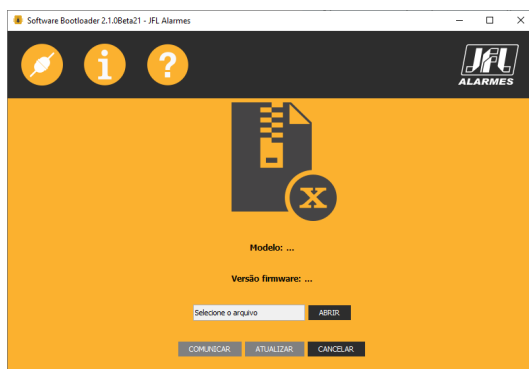 Software Bootloader 2.1.0Beta21 - JFL Alarmes
i ?
JFL
ALARMES
X
Modelo: ...
Versão firmware: ...
Selecione o arquivo ABRIR
COMUNICAR ATUALIZAR CANCELAR